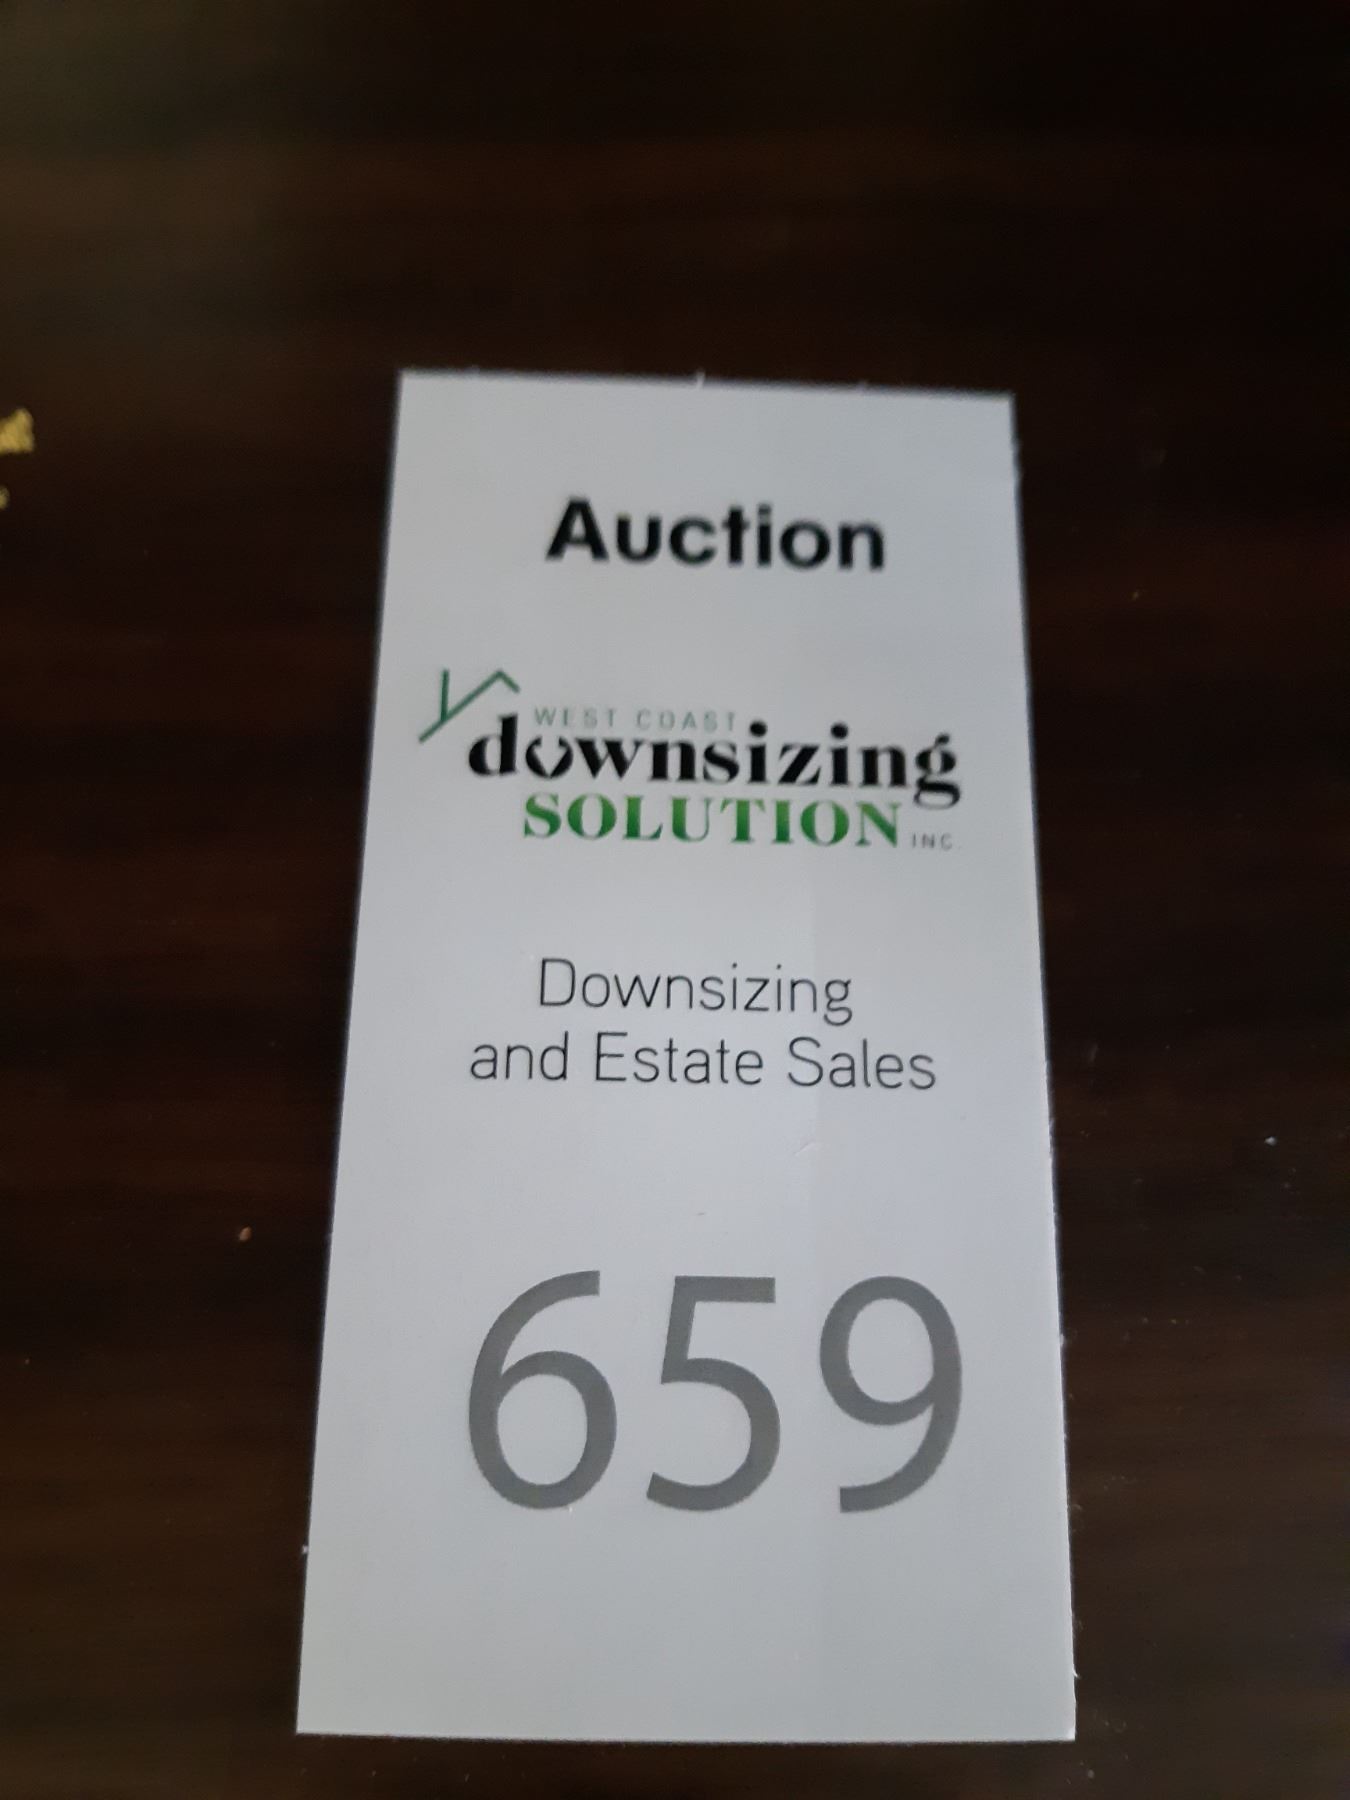 Auction
WEST COAST
downsizing
SOLUTION INC.
Downsizing
and Estate Sales
659